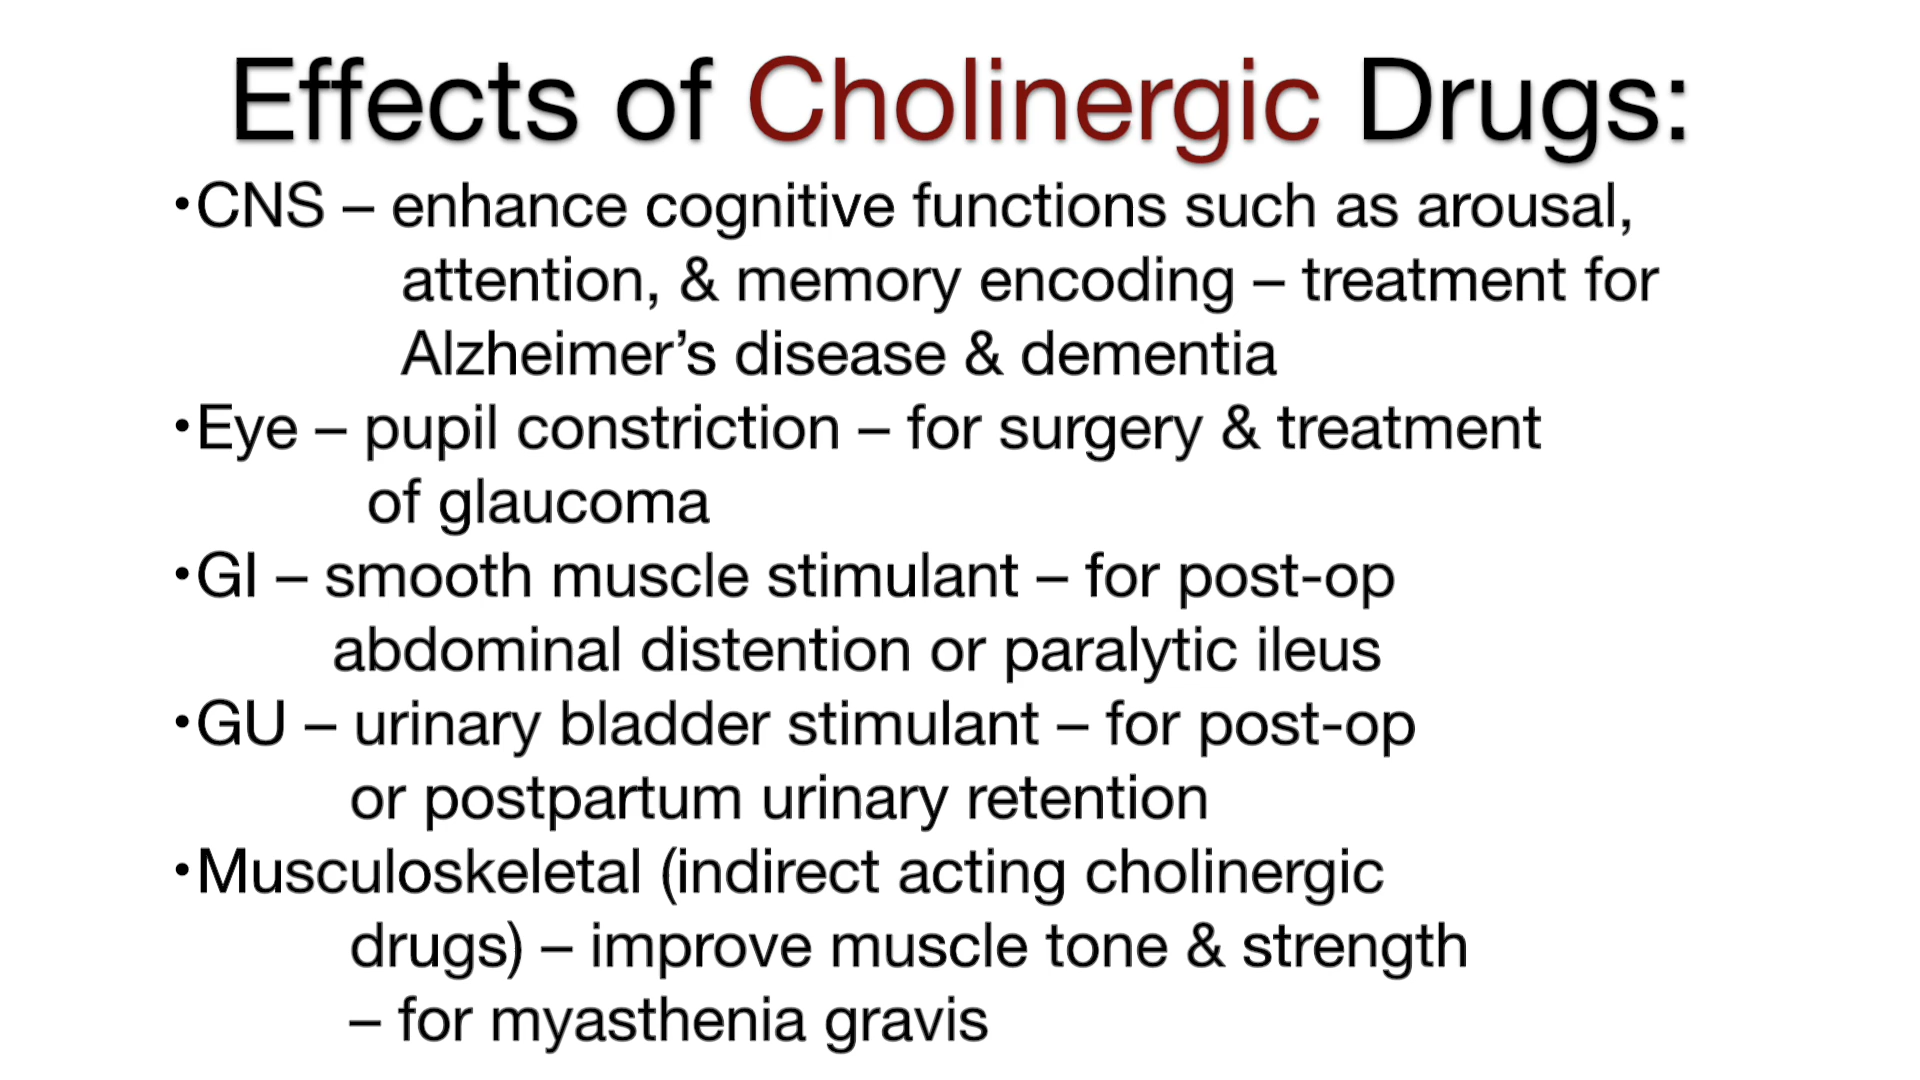 Effects of Cholinergic Drugs:
•CNS – enhance cognitive functions such as arousal,
attention, & memory encoding – treatment for
Alzheimer’s disease & dementia
•Eye – pupil constriction – for surgery & treatment
of glaucoma
•GI – smooth muscle stimulant – for post-op
abdominal distention or paralytic ileus
•GU – urinary bladder stimulant – for post-op
or postpartum urinary retention
•Musculoskeletal (indirect acting cholinergic
drugs) – improve muscle tone & strength
– for myasthenia gravis